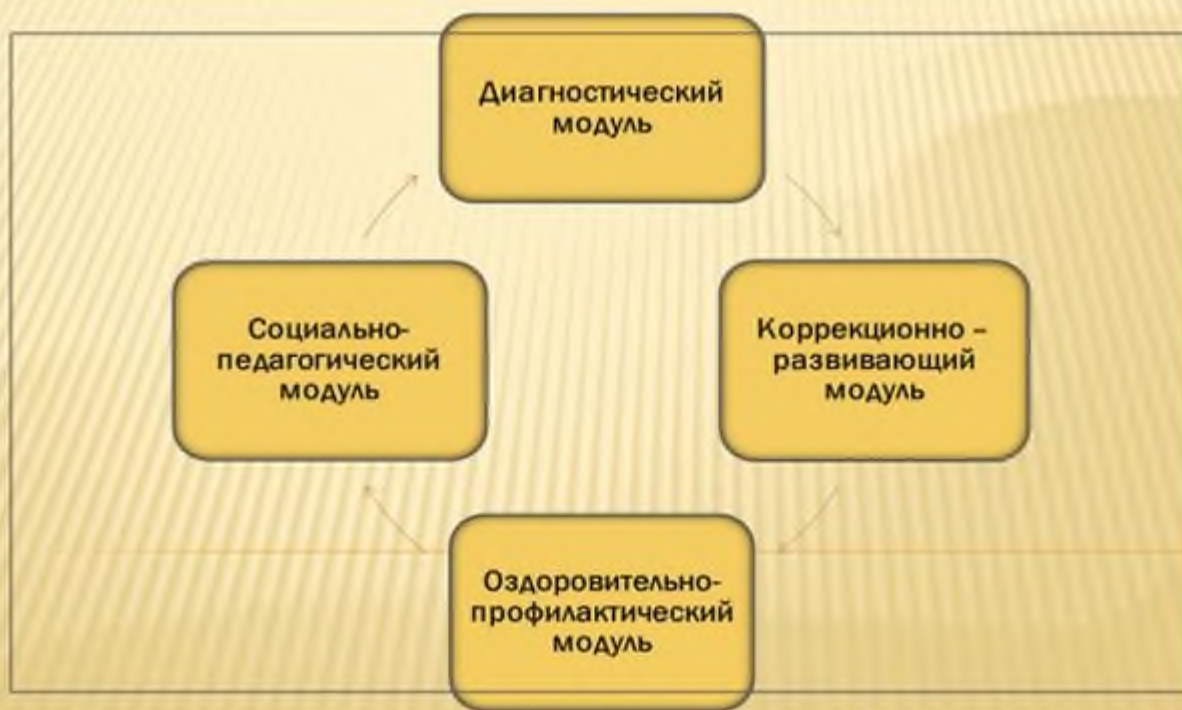 Диагностический
модуль
Социально-
педагогический
модуль
Коррекционно –
развивающий
модуль
Оздоровительно-
профилактический
модуль